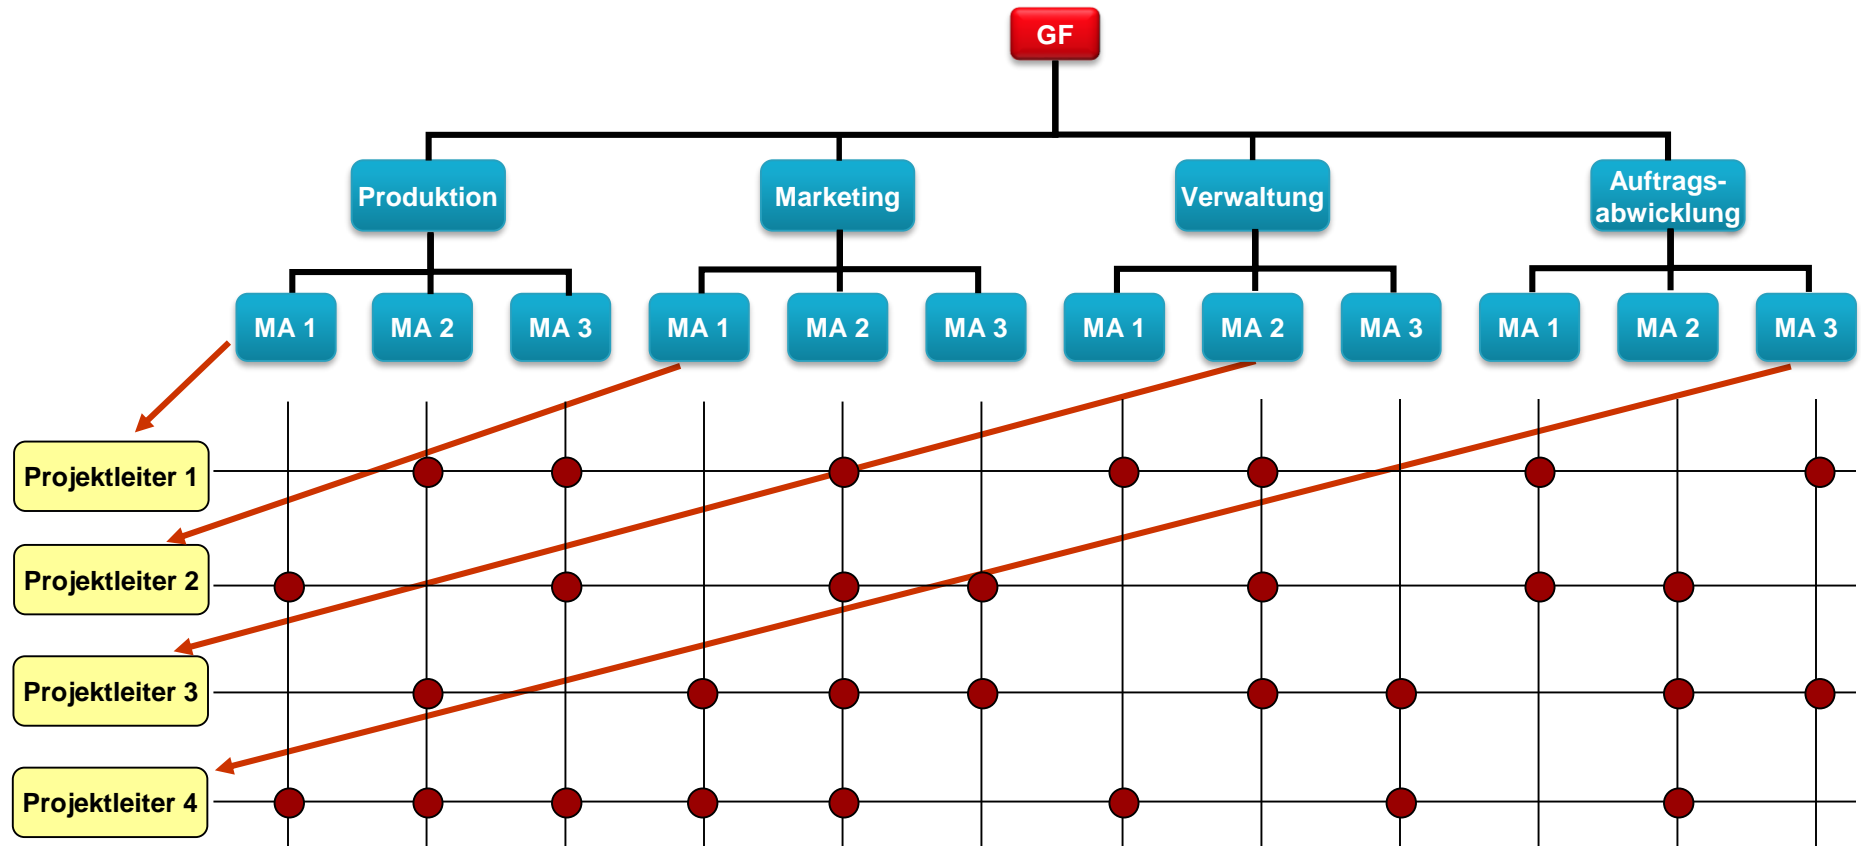 GF
Produktion
Marketing
Verwaltung
Auftrags-
abwicklung
MA 1
MA 2
MA 3
MA 1
MA 2
MA 3
MA 1
MA 2
MA 3
MA 1
MA 2
MA 3
Projektleiter 1
Projektleiter 2
Projektleiter 3
Projektleiter 4